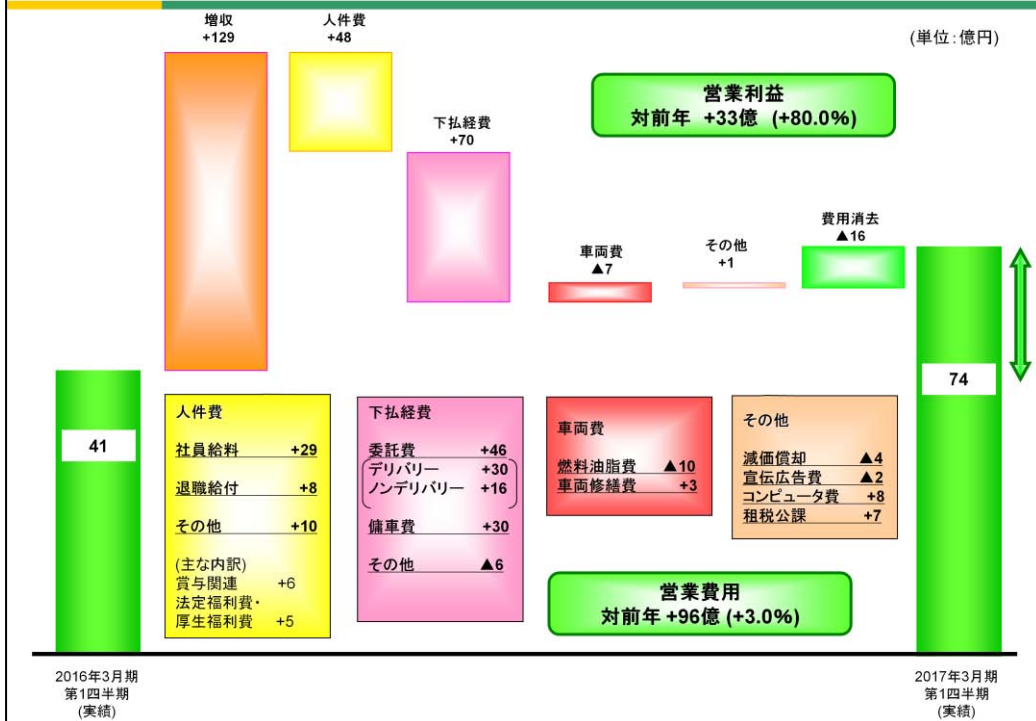 増収
+129
人件費
+48
(単位:億円)
営業利益
対前年 +33億 (+80.0%)
下払経費
+70
車両費
▲7
その他
+1
費用消去
▲16
41
74
人件費
社員給料 +29
退職給付 +8
その他 +10
(主な内訳)
賞与関連 +6
法定福利費・
厚生福利費 +5
下払経費
委託費 +46
デリバリー +30
ノンデリバリー +16
傭車費 +30
その他 ▲6
車両費
燃料油脂費 ▲10
車両修繕費 +3
その他
減価償却 ▲4
宣伝広告費 ▲2
コンピュータ費 +8
租税公課 +7
営業費用
対前年 +96億 (+3.0%)
2016年3月期
第1四半期
(実績)
2017年3月期
第1四半期
(実績)